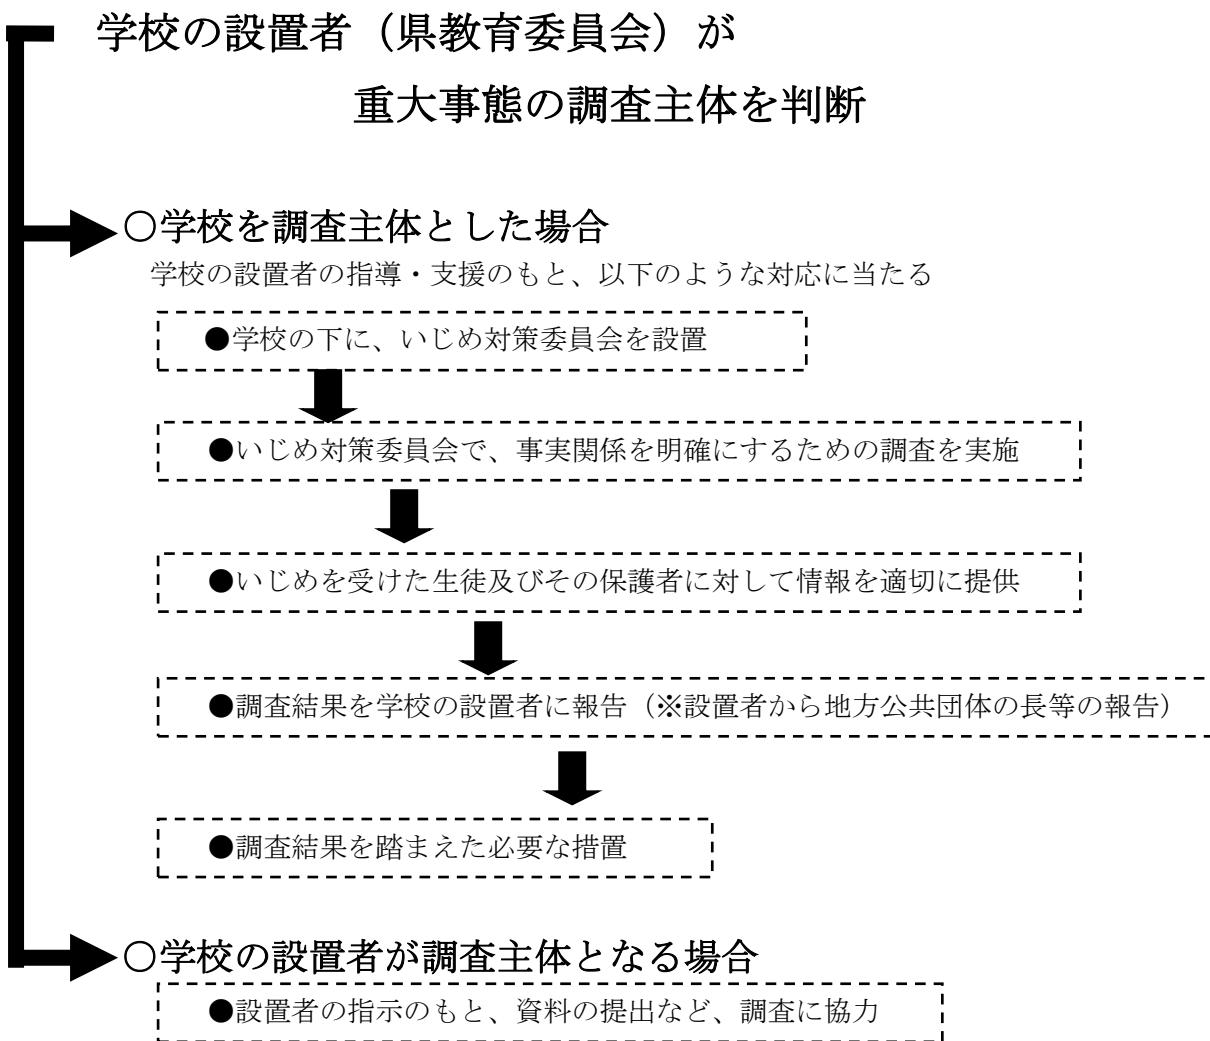 学校の設置者（県教育委員会）が
重大事態の調査主体を判断
○学校を調査主体とした場合
学校の設置者の指導・支援のもと、以下のような対応に当たる
●学校の下に、いじめ対策委員会を設置
●いじめ対策委員会で、事実関係を明確にするための調査を実施
●いじめを受けた生徒及びその保護者に対して情報を適切に提供
●調査結果を学校の設置者に報告（※設置者から地方公共団体の長等の報告）
●調査結果を踏まえた必要な措置
○学校の設置者が調査主体となる場合
●設置者の指示のもと、資料の提出など、調査に協力